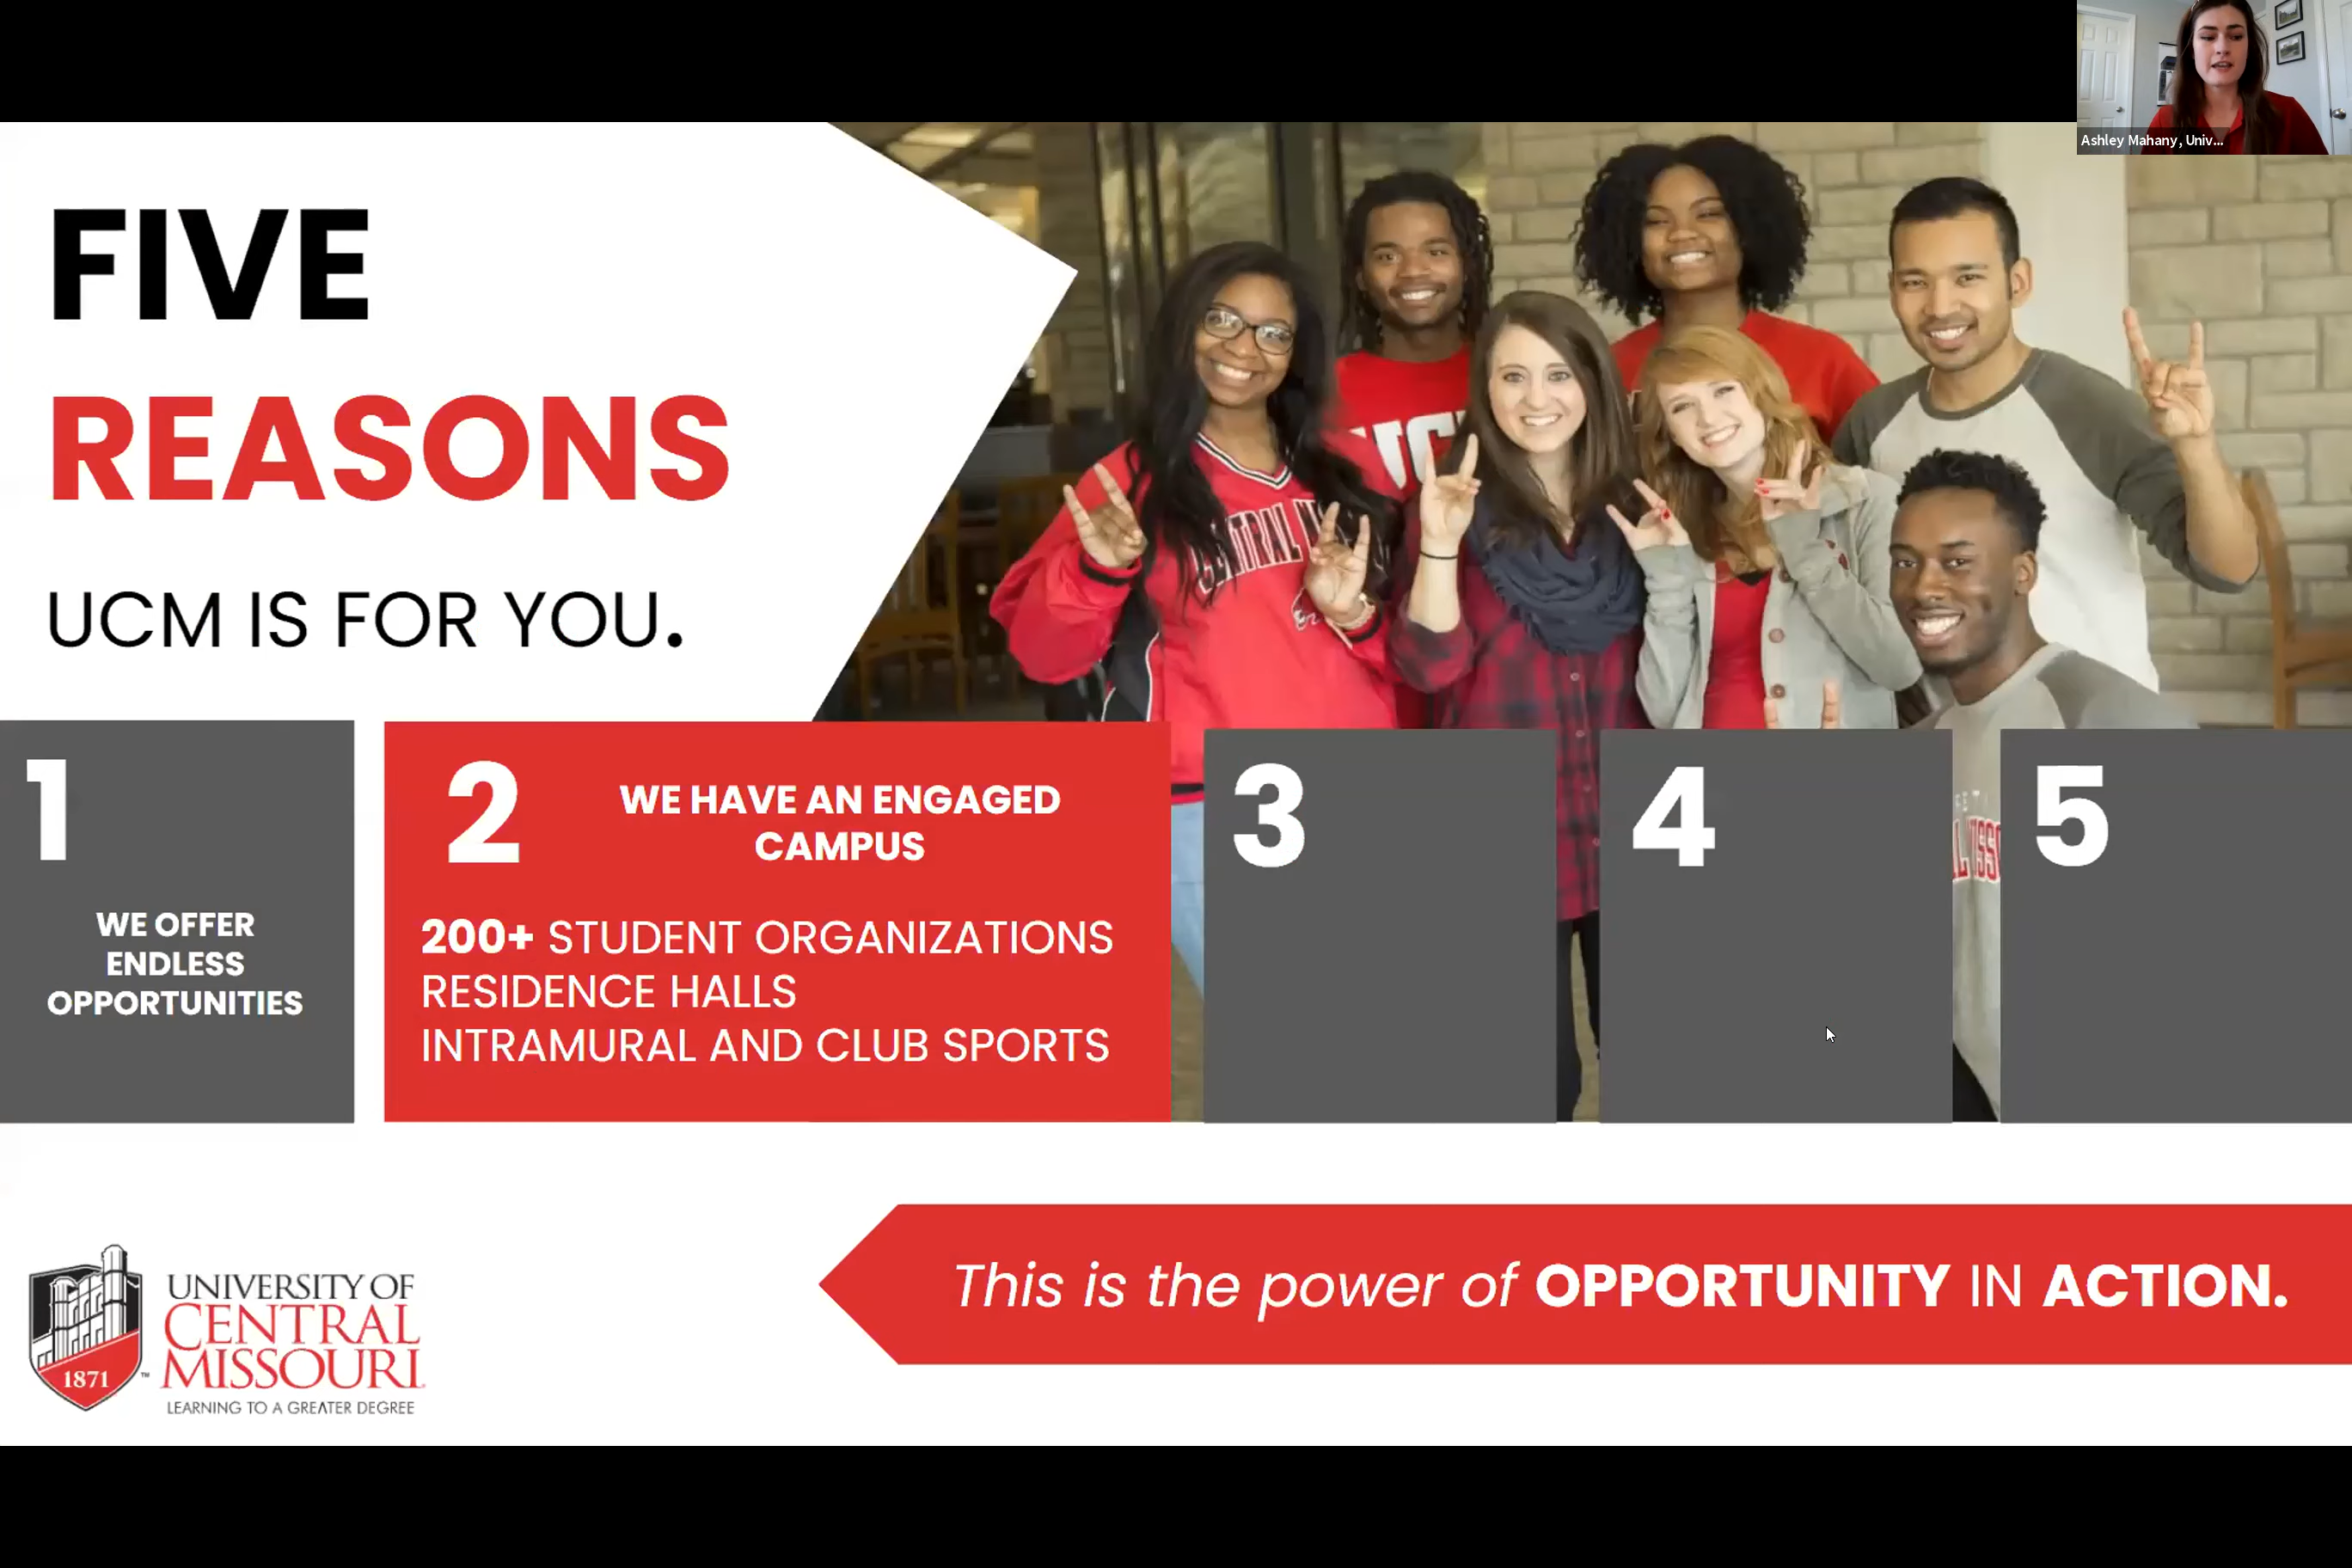 Ashley Mahany, Univ...
FIVE
REASONS
UCM IS FOR YOU.
1
WE OFFER
ENDLESS
OPPORTUNITIES
2
WE HAVE AN ENGAGED
CAMPUS
200+ STUDENT ORGANIZATIONS
RESIDENCE HALLS
INTRAMURAL AND CLUB SPORTS
3
4
5
This is the power of OPPORTUNITY IN ACTION.
1871
UNIVERSITY OF
CENTRAL
MISSOURI
LEARNING TO A GREATER DEGREE
CENTRAL